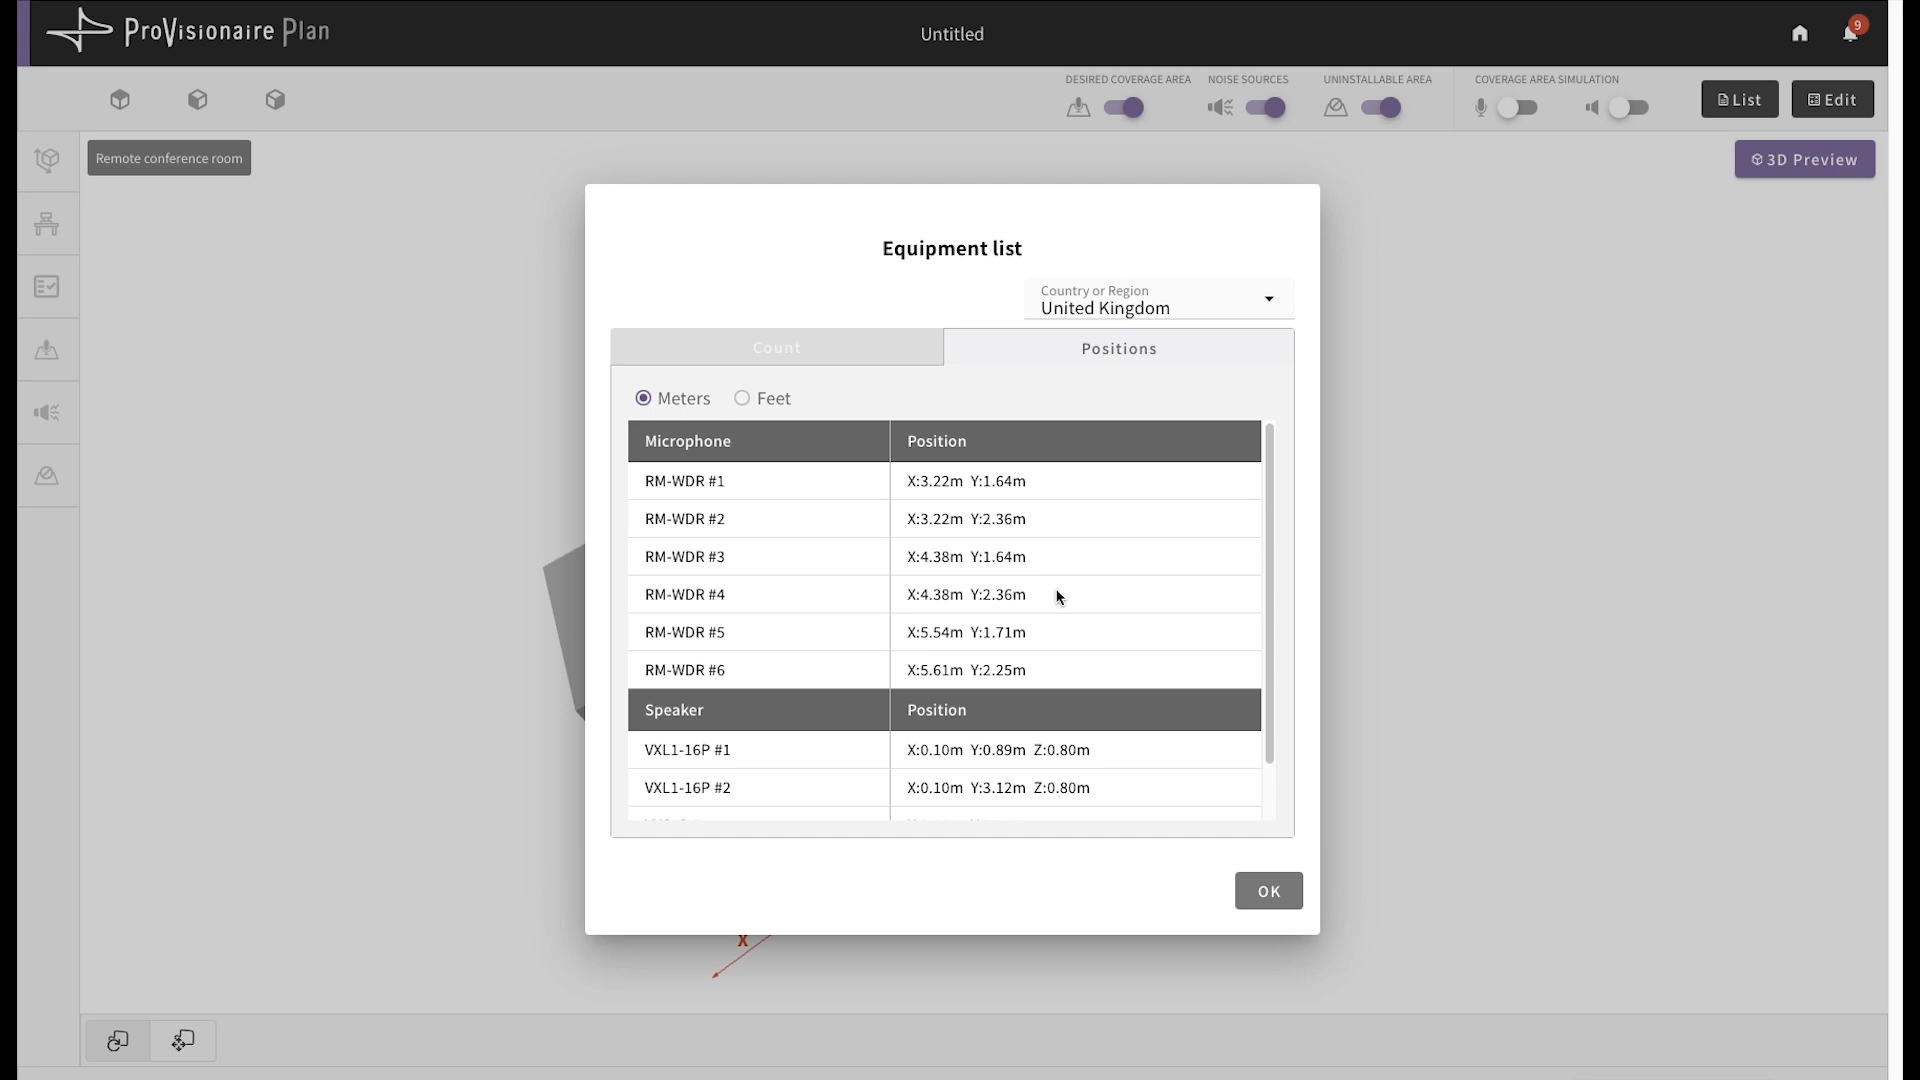 ProVisionaire Plan
Untitled
9
DESIRED COVERAGE AREA
NOISE SOURCES
UNINSTALLABLE AREA
COVERAGE AREA SIMULATION
List
Edit
Remote conference room
3D Preview
Equipment list
Country or Region
United Kingdom
Count
Positions
Meters
Feet
Microphone Position
RM-WDR #1 X:3.22m Y:1.64m
RM-WDR #2 X:3.22m Y:2.36m
RM-WDR #3 X:4.38m Y:1.64m
RM-WDR #4 X:4.38m Y:2.36m
RM-WDR #5 X:5.54m Y:1.71m
RM-WDR #6 X:5.61m Y:2.25m
Speaker Position
VXL1-16P #1 X:0.10m Y:0.89m Z:0.80m
VXL1-16P #2 X:0.10m Y:3.12m Z:0.80m
OK
X